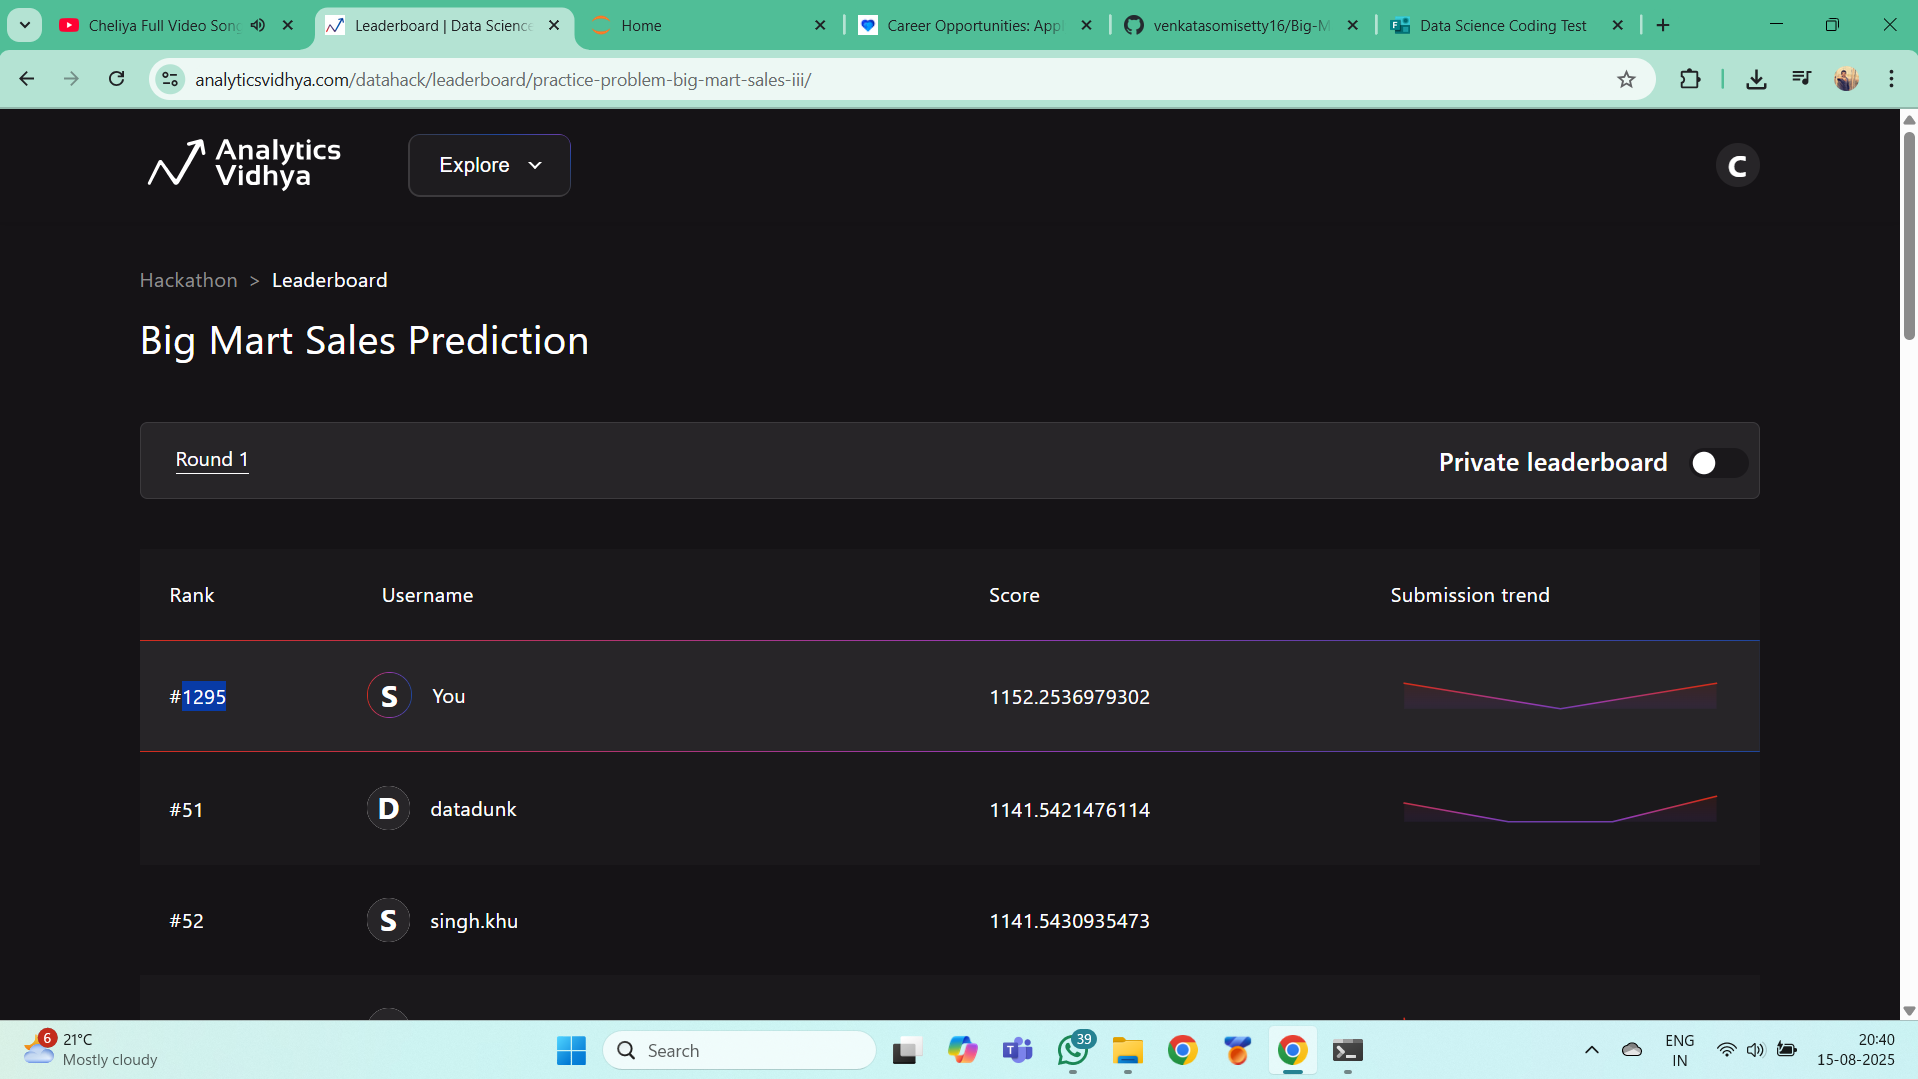 Cheliya Full Video Song
Leaderboard | Data Science
Home
Career Opportunities: App
venkatasomisetty16/Big-M
Data Science Coding Test
analyticsvidhya.com/datahack/leaderboard/practice-problem-big-mart-sales-iii/
Analytics
Vidhya
Explore
C
Hackathon > Leaderboard
Big Mart Sales Prediction
Round 1
Private leaderboard
Rank Username Score Submission trend
#1295 S You 1152.2536979302
#51 D datadunk 1141.5421476114
#52 S singh.khu 1141.5430935473
6
21°C
Mostly cloudy
Search
39
ENG
IN
20:40
15-08-2025